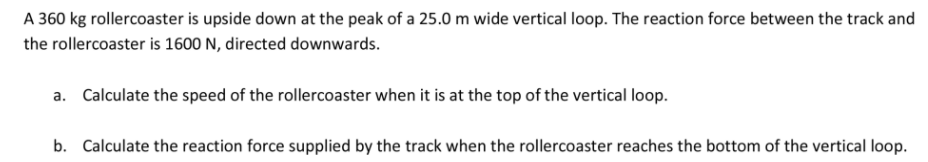 A 360 kg rollercoaster is upside down at the peak of a 25.0 m wide vertical loop. The reaction force between the track and
the rollercoaster is 1600 N, directed downwards.
a. Calculate the speed of the rollercoaster when it is at the top of the vertical loop.
b. Calculate the reaction force supplied by the track when the rollercoaster reaches the bottom of the vertical loop.